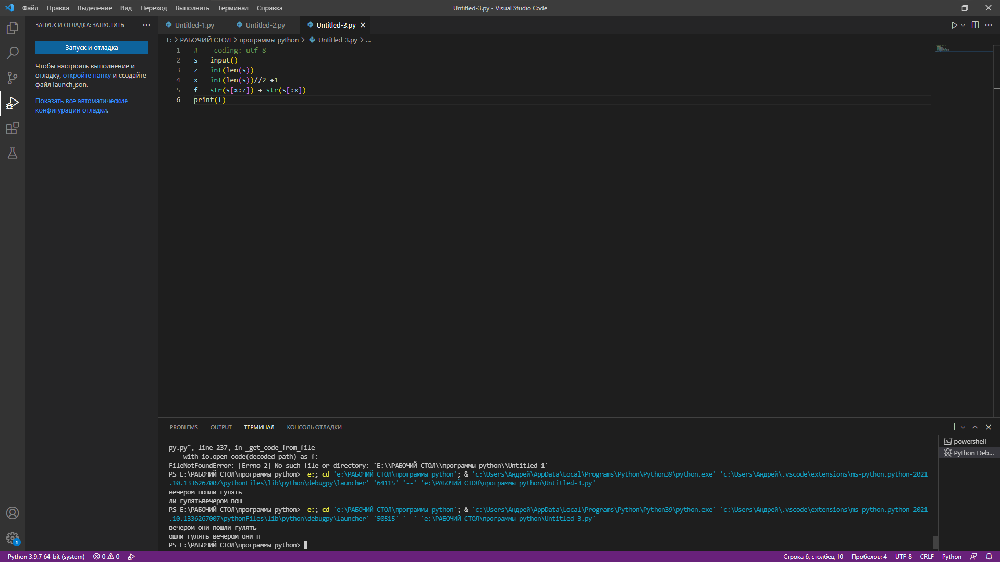 Файл Правка Выделение Вид Переход Выполнить Терминал Справка
Untitled-3.py - Visual Studio Code
ЗАПУСК И ОТЛАДКА: ЗАПУСТИТЬ
Запуск и отладка
Чтобы настроить выполнение и
отладку, откройте папку и создайте
файл launch.json.
Показать все автоматические
конфигурации отладки.
Untitled-1.py Untitled-2.py Untitled-3.py
E: > РАБОЧИЙ СТОЛ > программы python > Untitled-3.py > ...
1 # -- coding: utf-8 --
2 s = input()
3 z = int(len(s))
4 x = int(len(s))//2 +1
5 f = str(s[x:z]) + str(s[:x])
6 print(f)
PROBLEMS OUTPUT ТЕРМИНАЛ КОНСОЛЬ ОТЛАДКИ
powershell
Python Deb...
py.py", line 237, in _get_code_from_file
with io.open_code(decoded_path) as f:
FileNotFoundError: [Errno 2] No such file or directory: 'E:\\РАБОЧИЙ СТОЛ\\программы python\\Untitled-1'
PS E:\РАБОЧИЙ СТОЛ\программы python> e:; cd 'e:\РАБОЧИЙ СТОЛ\программы python'; & 'c:\Users\Андрей\AppData\Local\Programs\Python\Python39\python.exe' 'c:\Users\Андрей\.vscode\extensions\ms-python.python-2021
.10.1336267007\pythonFiles\lib\python\debugpy\launcher' '64115' '--' 'e:\РАБОЧИЙ СТОЛ\программы python\Untitled-3.py'
вечером пошли гулять
ли гулятьвечером пош
PS E:\РАБОЧИЙ СТОЛ\программы python> e:; cd 'e:\РАБОЧИЙ СТОЛ\программы python'; & 'c:\Users\Андрей\AppData\Local\Programs\Python\Python39\python.exe' 'c:\Users\Андрей\.vscode\extensions\ms-python.python-2021
.10.1336267007\pythonFiles\lib\python\debugpy\launcher' '50515' '--' 'e:\РАБОЧИЙ СТОЛ\программы python\Untitled-3.py'
вечером они пошли гулять
ошли гулять вечером они п
PS E:\РАБОЧИЙ СТОЛ\программы python>
1
Python 3.9.7 64-bit (system) 0 0 Строка 6, столбец 10 Пробелов: 4 UTF-8 CRLF Python